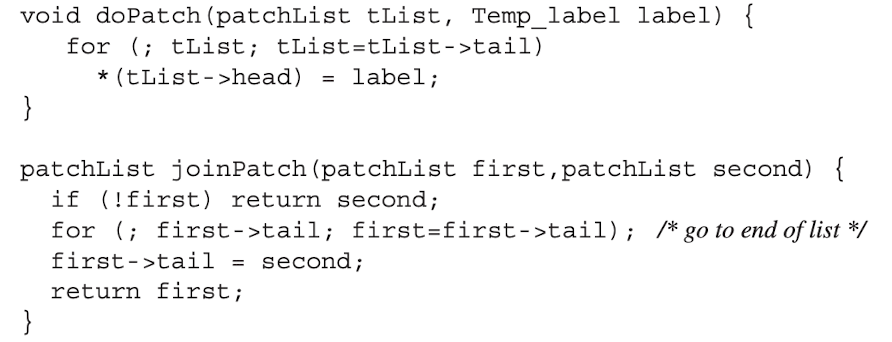 void doPatch(patchList tList, Temp_label label) {
   for (; tList; tList=tList->tail)
     *(tList->head) = label;
}

patchList joinPatch(patchList first,patchList second) {
  if (!first) return second;
  for (; first->tail; first=first->tail); /* go to end of list */
  first->tail = second;
  return first;
}